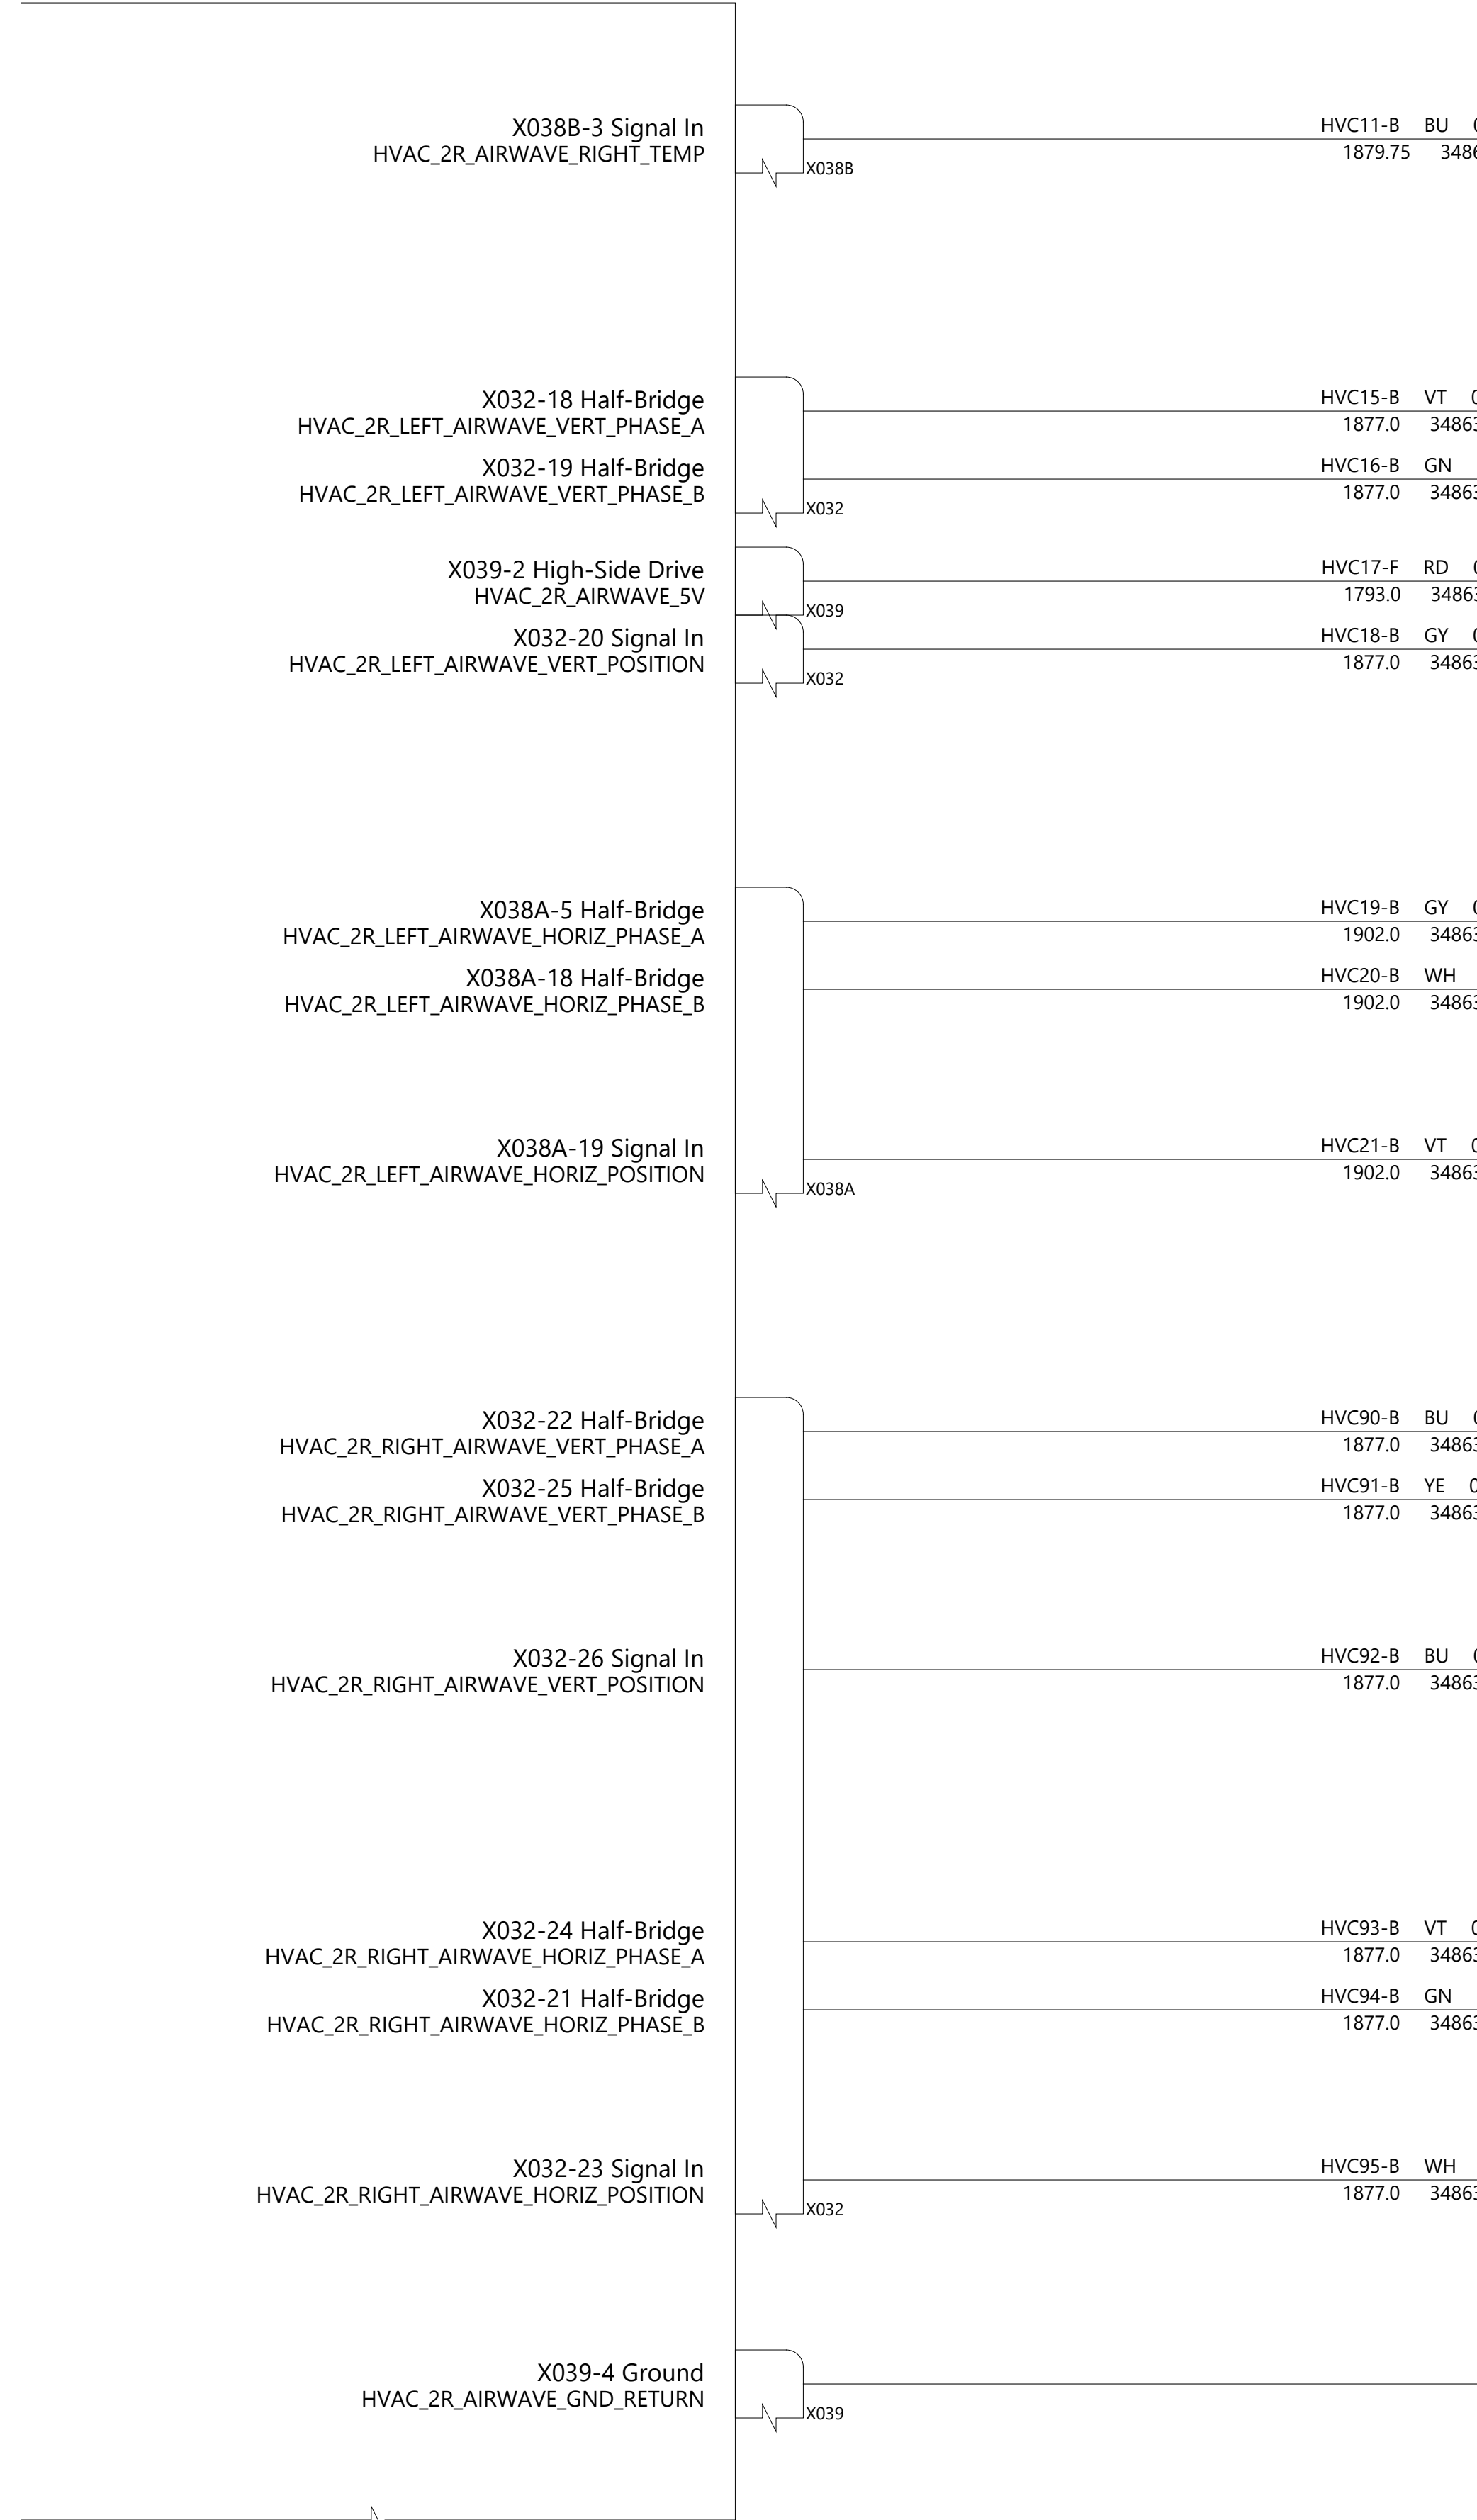 X038B-3 Signal In
HVAC_2R_AIRWAVE_RIGHT_TEMP
X038B
HVC11-B BU
1879.75
X032-18 Half-Bridge
HVAC_2R_LEFT_AIRWAVE_VERT_PHASE_A
HVC15-B VT
1877.0
X032-19 Half-Bridge
HVAC_2R_LEFT_AIRWAVE_VERT_PHASE_B
X032
HVC16-B GN
1877.0
X039-2 High-Side Drive
HVAC_2R_AIRWAVE_5V
X039
HVC17-F RD
1793.0
X032-20 Signal In
HVAC_2R_LEFT_AIRWAVE_VERT_POSITION
X032
HVC18-B GY
1877.0
X038A-5 Half-Bridge
HVAC_2R_LEFT_AIRWAVE_HORIZ_PHASE_A
HVC19-B GY
1902.0
X038A-18 Half-Bridge
HVAC_2R_LEFT_AIRWAVE_HORIZ_PHASE_B
HVC20-B WH
1902.0
X038A-19 Signal In
HVAC_2R_LEFT_AIRWAVE_HORIZ_POSITION
X038A
HVC21-B VT
1902.0
X032-22 Half-Bridge
HVAC_2R_RIGHT_AIRWAVE_VERT_PHASE_A
HVC90-B BU
1877.0
X032-25 Half-Bridge
HVAC_2R_RIGHT_AIRWAVE_VERT_PHASE_B
HVC91-B YE
1877.0
X032-26 Signal In
HVAC_2R_RIGHT_AIRWAVE_VERT_POSITION
HVC92-B BU
1877.0
X032-24 Half-Bridge
HVAC_2R_RIGHT_AIRWAVE_HORIZ_PHASE_A
HVC93-B VT
1877.0
X032-21 Half-Bridge
HVAC_2R_RIGHT_AIRWAVE_HORIZ_PHASE_B
HVC94-B GN
1877.0
X032-23 Signal In
HVAC_2R_RIGHT_AIRWAVE_HORIZ_POSITION
X032
HVC95-B WH
1877.0
X039-4 Ground
HVAC_2R_AIRWAVE_GND_RETURN
X039